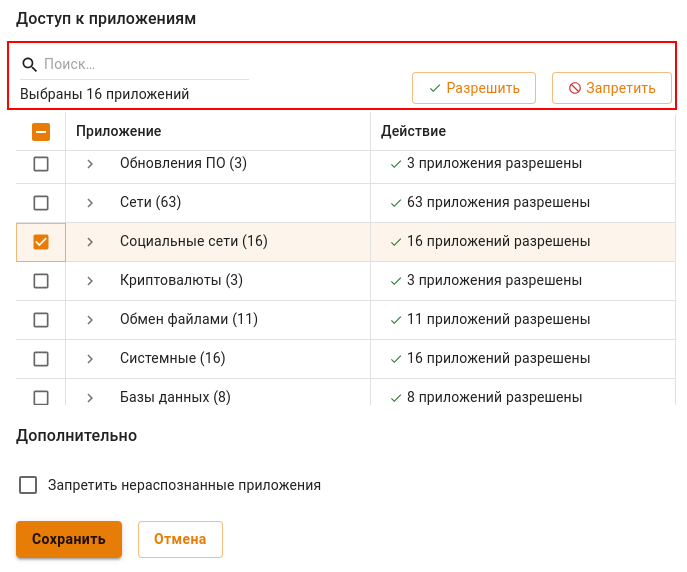 Доступ к приложениям
Поиск...
Выбраны 16 приложений
Разрешить
Запретить
Приложение Действие
Обновления ПО (3) 3 приложения разрешены
Сети (63) 63 приложения разрешены
Социальные сети (16) 16 приложений разрешены
Криптовалюты (3) 3 приложения разрешены
Обмен файлами (11) 11 приложений разрешены
Системные (16) 16 приложений разрешены
Базы данных (8) 8 приложений разрешены
Дополнительно
Запретить нераспознанные приложения
Сохранить Отмена